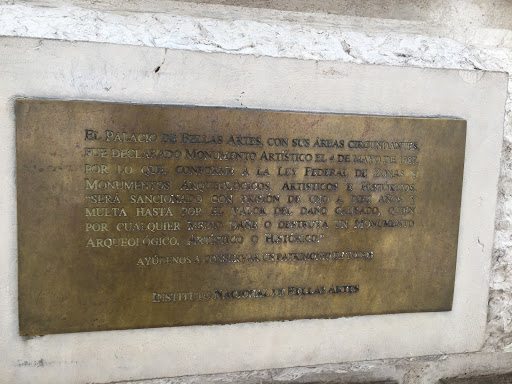 EL PALACIO DE BELLAS ARTES, CON SUS ÁREAS CIRCUNDANTES,
FUE DECLARADO MONUMENTO ARTÍSTICO EL 4 DE MAYO DE 1987
POR LO QUE CONFORME A LA LEY FEDERAL DE ZONAS Y
MONUMENTOS ARQUEOLÓGICOS, ARTÍSTICOS E HISTÓRICOS,
"SERÁ SANCIONADO CON PRISIÓN DE UNO A DIEZ AÑOS Y
MULTA HASTA POR EL VALOR DEL DAÑO CAUSADO, QUIEN
POR CUALQUIER MEDIO DAÑE O DESTRUYA UN MONUMENTO
ARQUEOLÓGICO, ARTÍSTICO O HISTÓRICO."
AYÚDENOS A CONSERVAR UN PATRIMONIO DE TODOS
INSTITUTO NACIONAL DE BELLAS ARTES